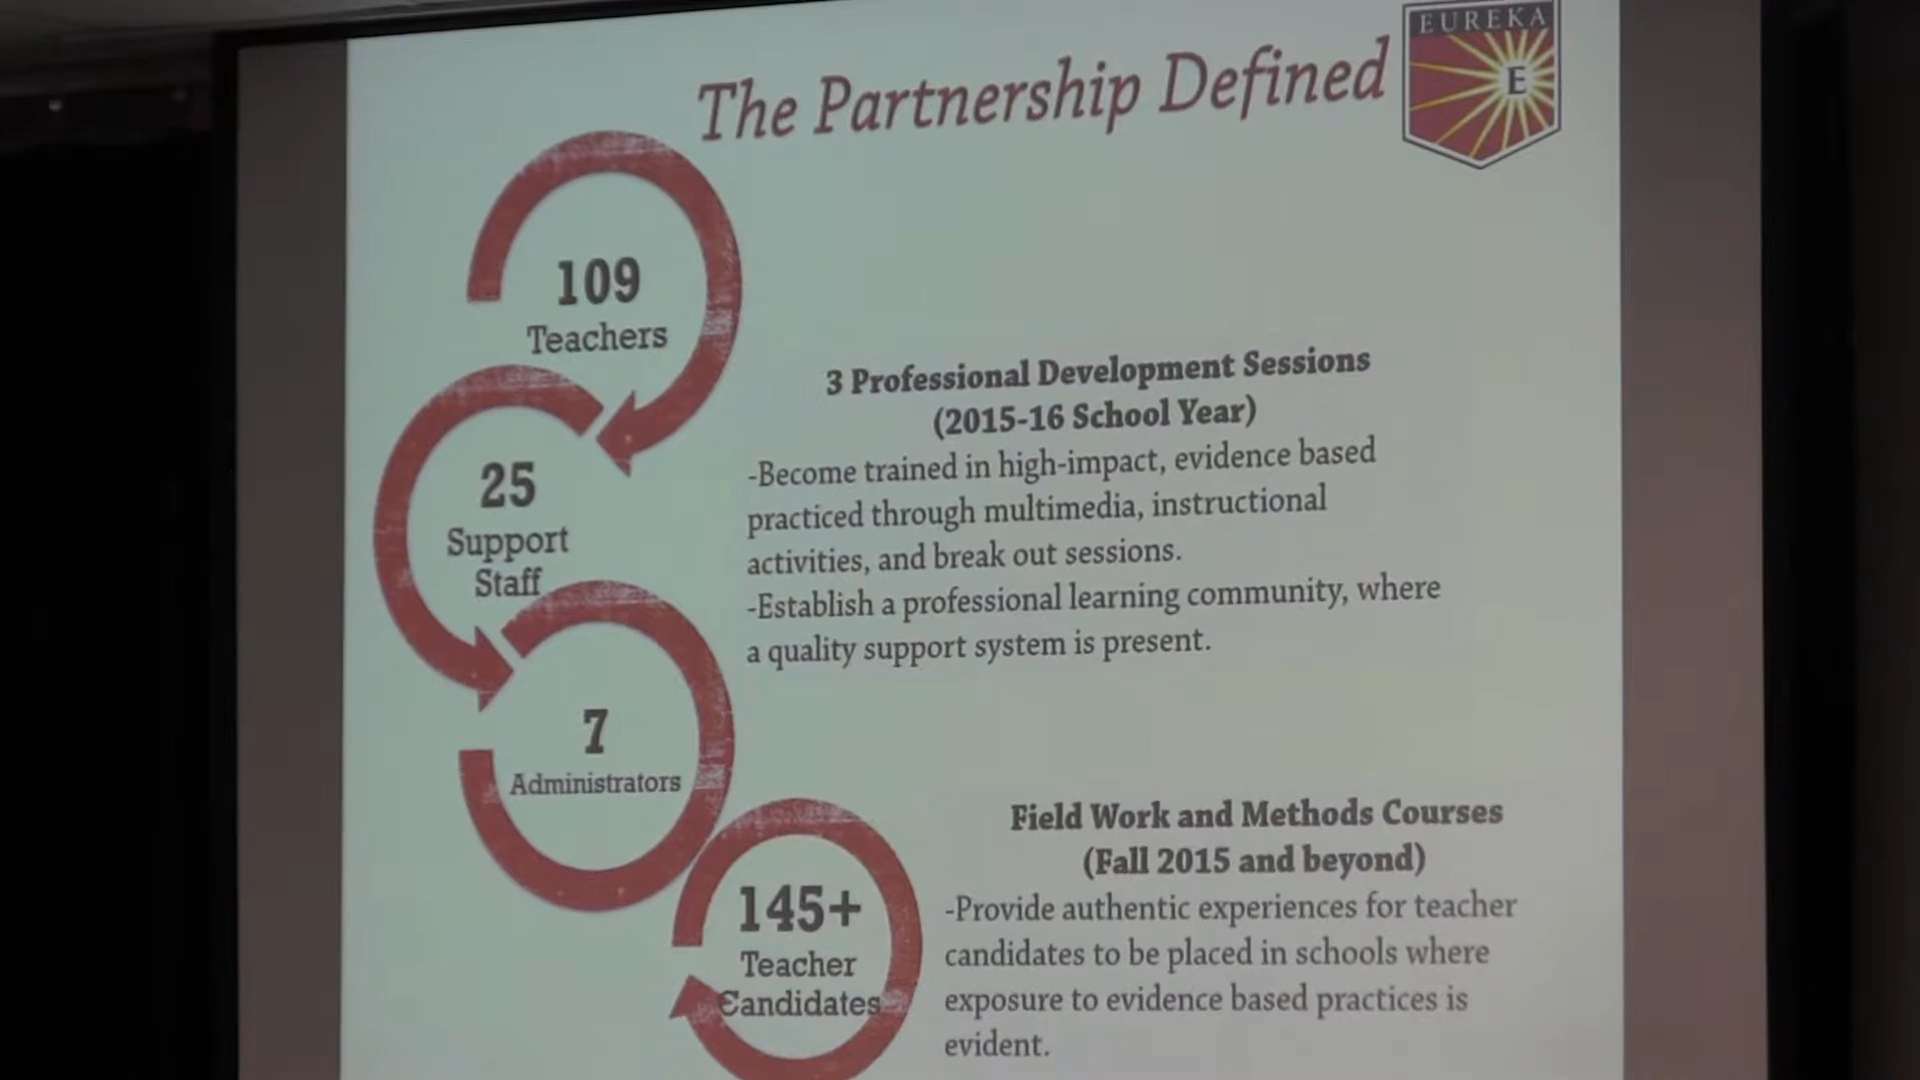 EUREKA
E
The Partnership Defined
109
Teachers
25
Support
Staff
7
Administrators
145+
Teacher
Candidates
3 Professional Development Sessions
(2015-16 School Year)
-Become trained in high-impact, evidence based
practiced through multimedia, instructional
activities, and break out sessions.
-Establish a professional learning community, where
a quality support system is present.
Field Work and Methods Courses
(Fall 2015 and beyond)
-Provide authentic experiences for teacher
candidates to be placed in schools where
exposure to evidence based practices is
evident.